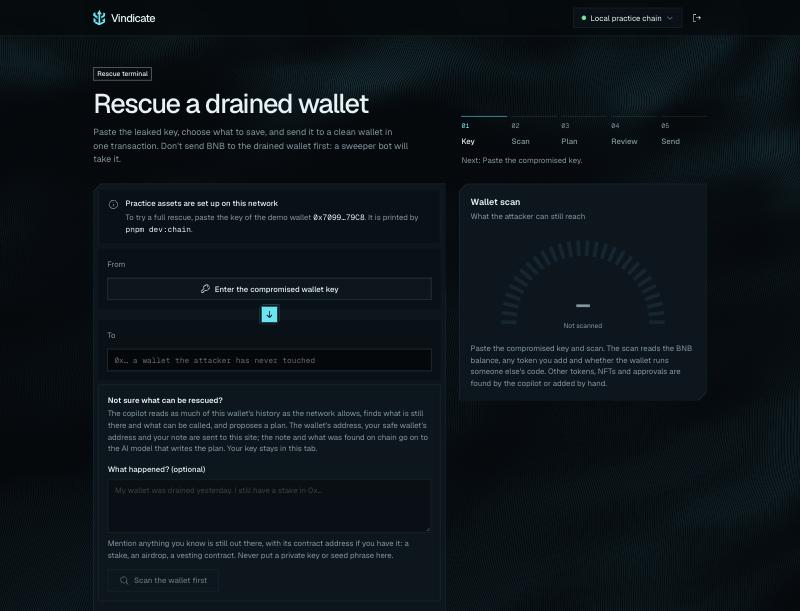 Vindicate
Local practice chain
Rescue terminal
Rescue a drained wallet
Paste the leaked key, choose what to save, and send it to a clean wallet in
one transaction. Don't send BNB to the drained wallet first: a sweeper bot will
take it.
01 02 03 04 05
Key Scan Plan Review Send
Next: Paste the compromised key.
Practice assets are set up on this network
To try a full rescue, paste the key of the demo wallet 0x7099…79C8. It is printed by
pnpm dev:chain.
From
Enter the compromised wallet key
To
0x… a wallet the attacker has never touched
Not sure what can be rescued?
The copilot reads as much of this wallet's history as the network allows, finds what is still
there and what can be called, and proposes a plan. The wallet's address, your safe wallet's
address and your note are sent to this site; the note and what was found on chain go on to
the AI model that writes the plan. Your key stays in this tab.
What happened? (optional)
My wallet was drained yesterday. I still have a stake in 0x…
Mention anything you know is still out there, with its contract address if you have it: a
stake, an airdrop, a vesting contract. Never put a private key or seed phrase here.
Scan the wallet first
Wallet scan
What the attacker can still reach
—
Not scanned
Paste the compromised key and scan. The scan reads the BNB
balance, any token you add and whether the wallet runs
someone else's code. Other tokens, NFTs and approvals are
found by the copilot or added by hand.